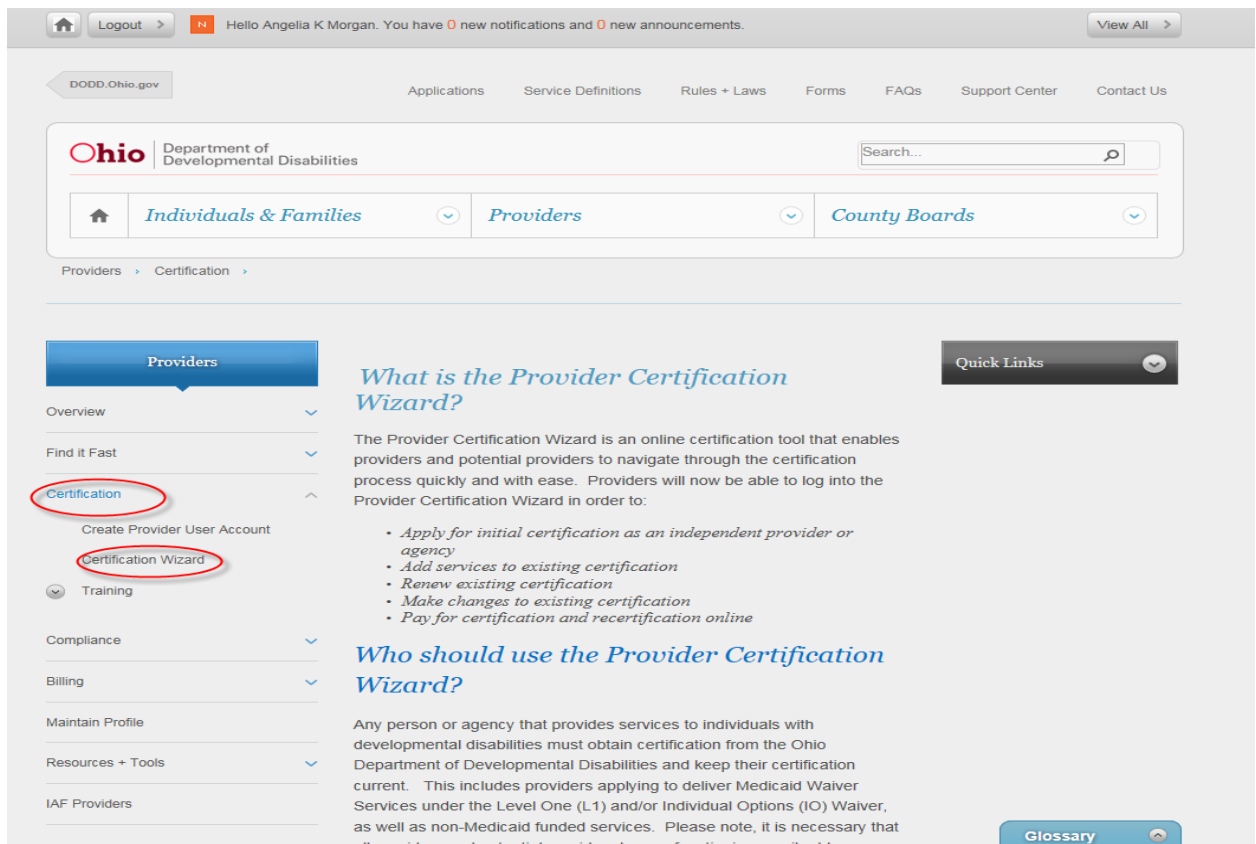 Logout >
N Hello Angelia K Morgan. You have 0 new notifications and 0 new announcements.
View All >
DODD.Ohio.gov
Applications Service Definitions Rules + Laws Forms FAQs Support Center Contact Us
Ohio Department of
Developmental Disabilities
Search...
Individuals & Families Providers County Boards
Providers › Certification ›
Providers
Overview
Find it Fast
Certification
Create Provider User Account
Certification Wizard
Training
Compliance
Billing
Maintain Profile
Resources + Tools
IAF Providers
What is the Provider Certification
Wizard?
The Provider Certification Wizard is an online certification tool that enables
providers and potential providers to navigate through the certification
process quickly and with ease. Providers will now be able to log into the
Provider Certification Wizard in order to:
• Apply for initial certification as an independent provider or
agency
• Add services to existing certification
• Renew existing certification
• Make changes to existing certification
• Pay for certification and recertification online
Who should use the Provider Certification
Wizard?
Any person or agency that provides services to individuals with
developmental disabilities must obtain certification from the Ohio
Department of Developmental Disabilities and keep their certification
current. This includes providers applying to deliver Medicaid Waiver
Services under the Level One (L1) and/or Individual Options (IO) Waiver,
as well as non-Medicaid funded services. Please note, it is necessary that
Quick Links
Glossary